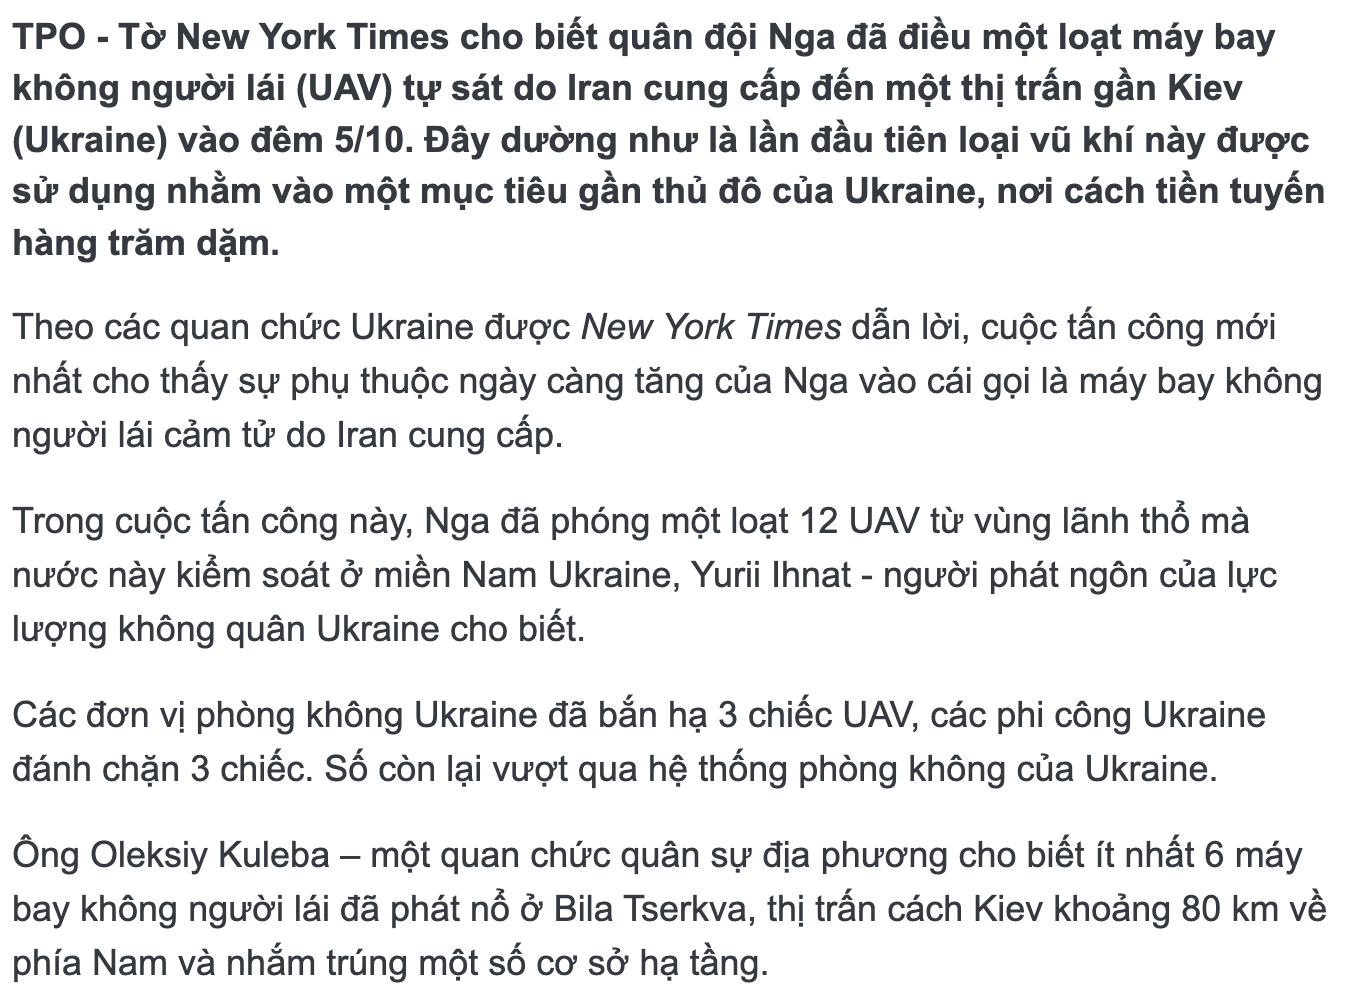 TPO - Tờ New York Times cho biết quân đội Nga đã điều một loạt máy bay
không người lái (UAV) tự sát do Iran cung cấp đến một thị trấn gần Kiev
(Ukraine) vào đêm 5/10. Đây dường như là lần đầu tiên loại vũ khí này được
sử dụng nhằm vào một mục tiêu gần thủ đô của Ukraine, nơi cách tiền tuyến
hàng trăm dặm.
Theo các quan chức Ukraine được New York Times dẫn lời, cuộc tấn công mới
nhất cho thấy sự phụ thuộc ngày càng tăng của Nga vào cái gọi là máy bay không
người lái cảm tử do Iran cung cấp.
Trong cuộc tấn công này, Nga đã phóng một loạt 12 UAV từ vùng lãnh thổ mà
nước này kiểm soát ở miền Nam Ukraine, Yurii Ihnat - người phát ngôn của lực
lượng không quân Ukraine cho biết.
Các đơn vị phòng không Ukraine đã bắn hạ 3 chiếc UAV, các phi công Ukraine
đánh chặn 3 chiếc. Số còn lại vượt qua hệ thống phòng không của Ukraine.
Ông Oleksiy Kuleba – một quan chức quân sự địa phương cho biết ít nhất 6 máy
bay không người lái đã phát nổ ở Bila Tserkva, thị trấn cách Kiev khoảng 80 km về
phía Nam và nhắm trúng một số cơ sở hạ tầng.